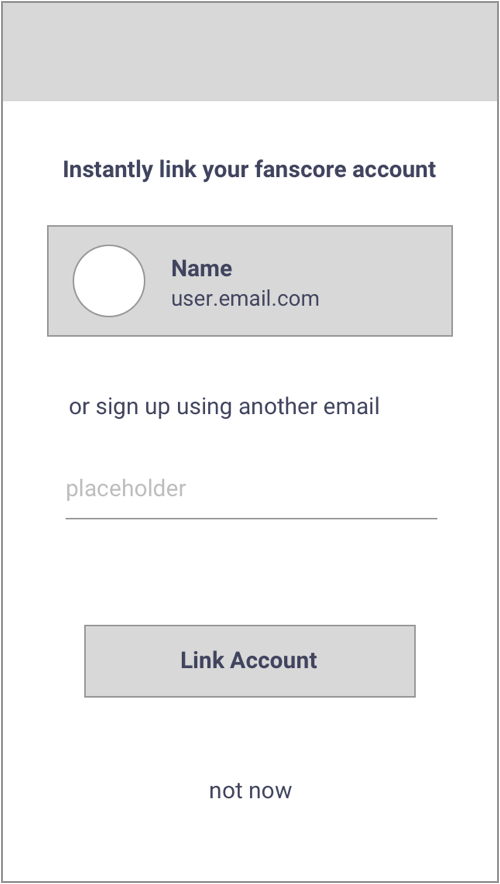 Instantly link your fanscore account
Name
user.email.com
or sign up using another email
placeholder
Link Account
not now